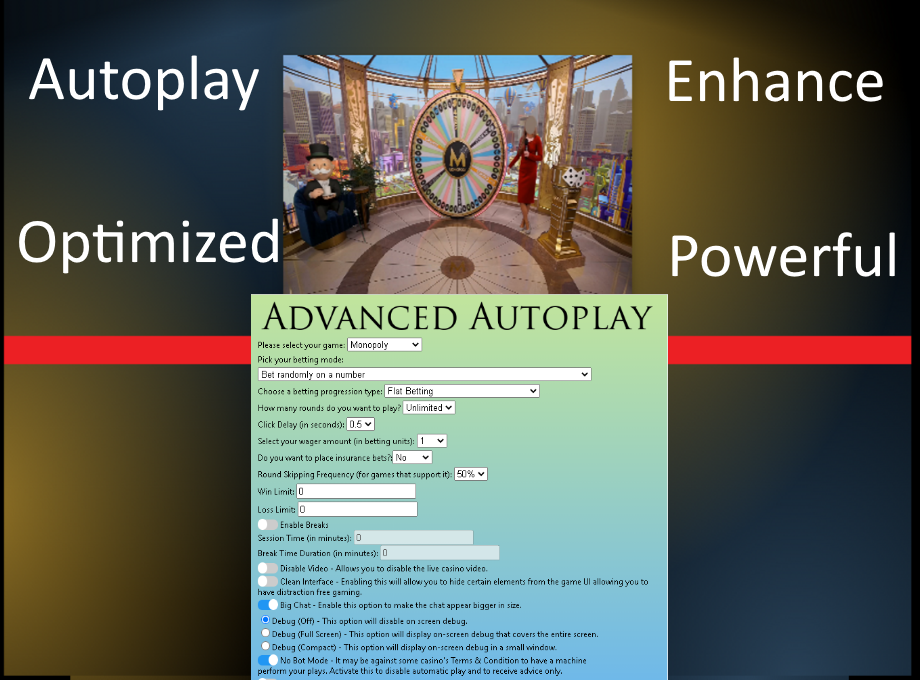 Autoplay
Enhance
Optimized
Powerful
M
ADVANCED AUTOPLAY
Please select your game: Monopoly
Pick your betting mode:
Bet randomly on a number
Choose a betting progression type: Flat Betting
How many rounds do you want to play? Unlimited
Click Delay (in seconds): 0.5
Select your wager amount (in betting units): 1
Do you want to place insurance bets?: No
Round Skipping Frequency (for games that support it): 50%
Win Limit: 0
Loss Limit: 0
Enable Breaks
Session Time (in minutes): 0
Break Time Duration (in minutes): 0
Disable Video - Allows you to disable the live casino video.
Clean Interface - Enabling this will allow you to hide certain elements from the game UI allowing you to
have distraction free gaming.
Big Chat - Enable this option to make the chat appear bigger in size.
Debug (Off) - This option will disable on screen debug.
Debug (Full Screen) - This option will display on-screen debug that covers the entire screen.
Debug (Compact) - This option will display on-screen debug in a small window.
No Bot Mode - It may be against some casino's Terms & Condition to have a machine
perform your plays. Activate this to disable automatic play and to receive advice only.